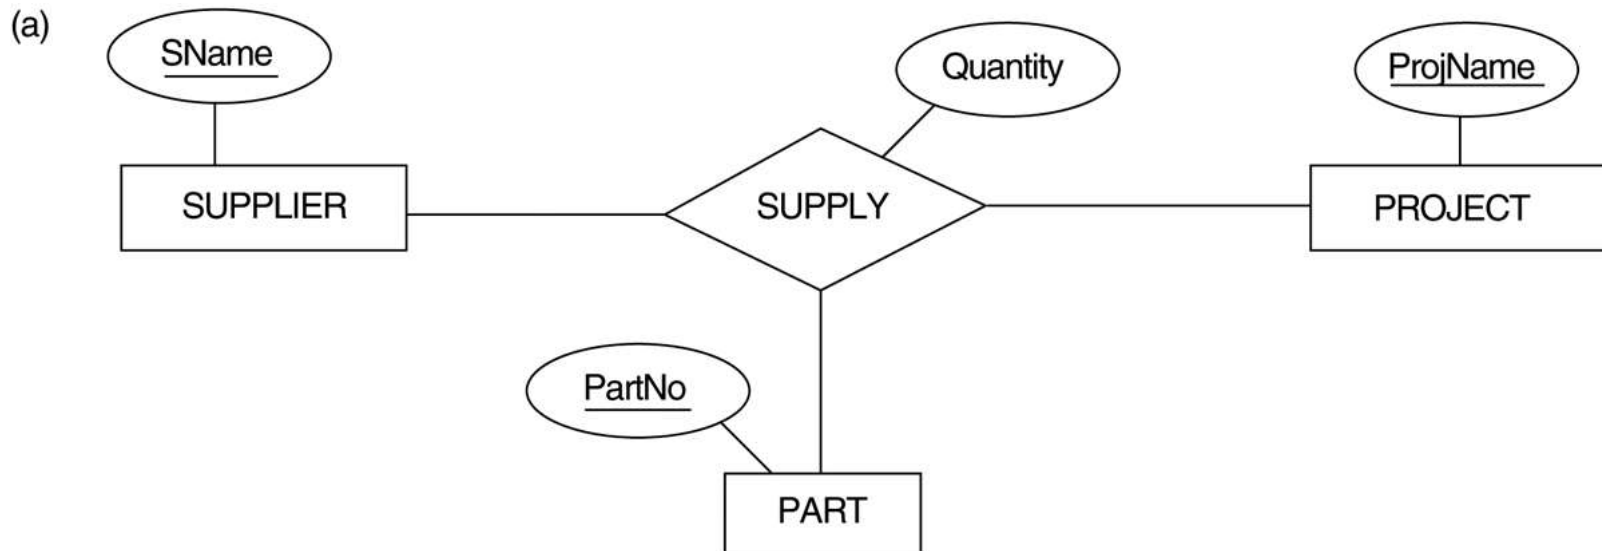 (a)
SName
Quantity
ProjName
SUPPLIER
SUPPLY
PROJECT
PartNo
PART